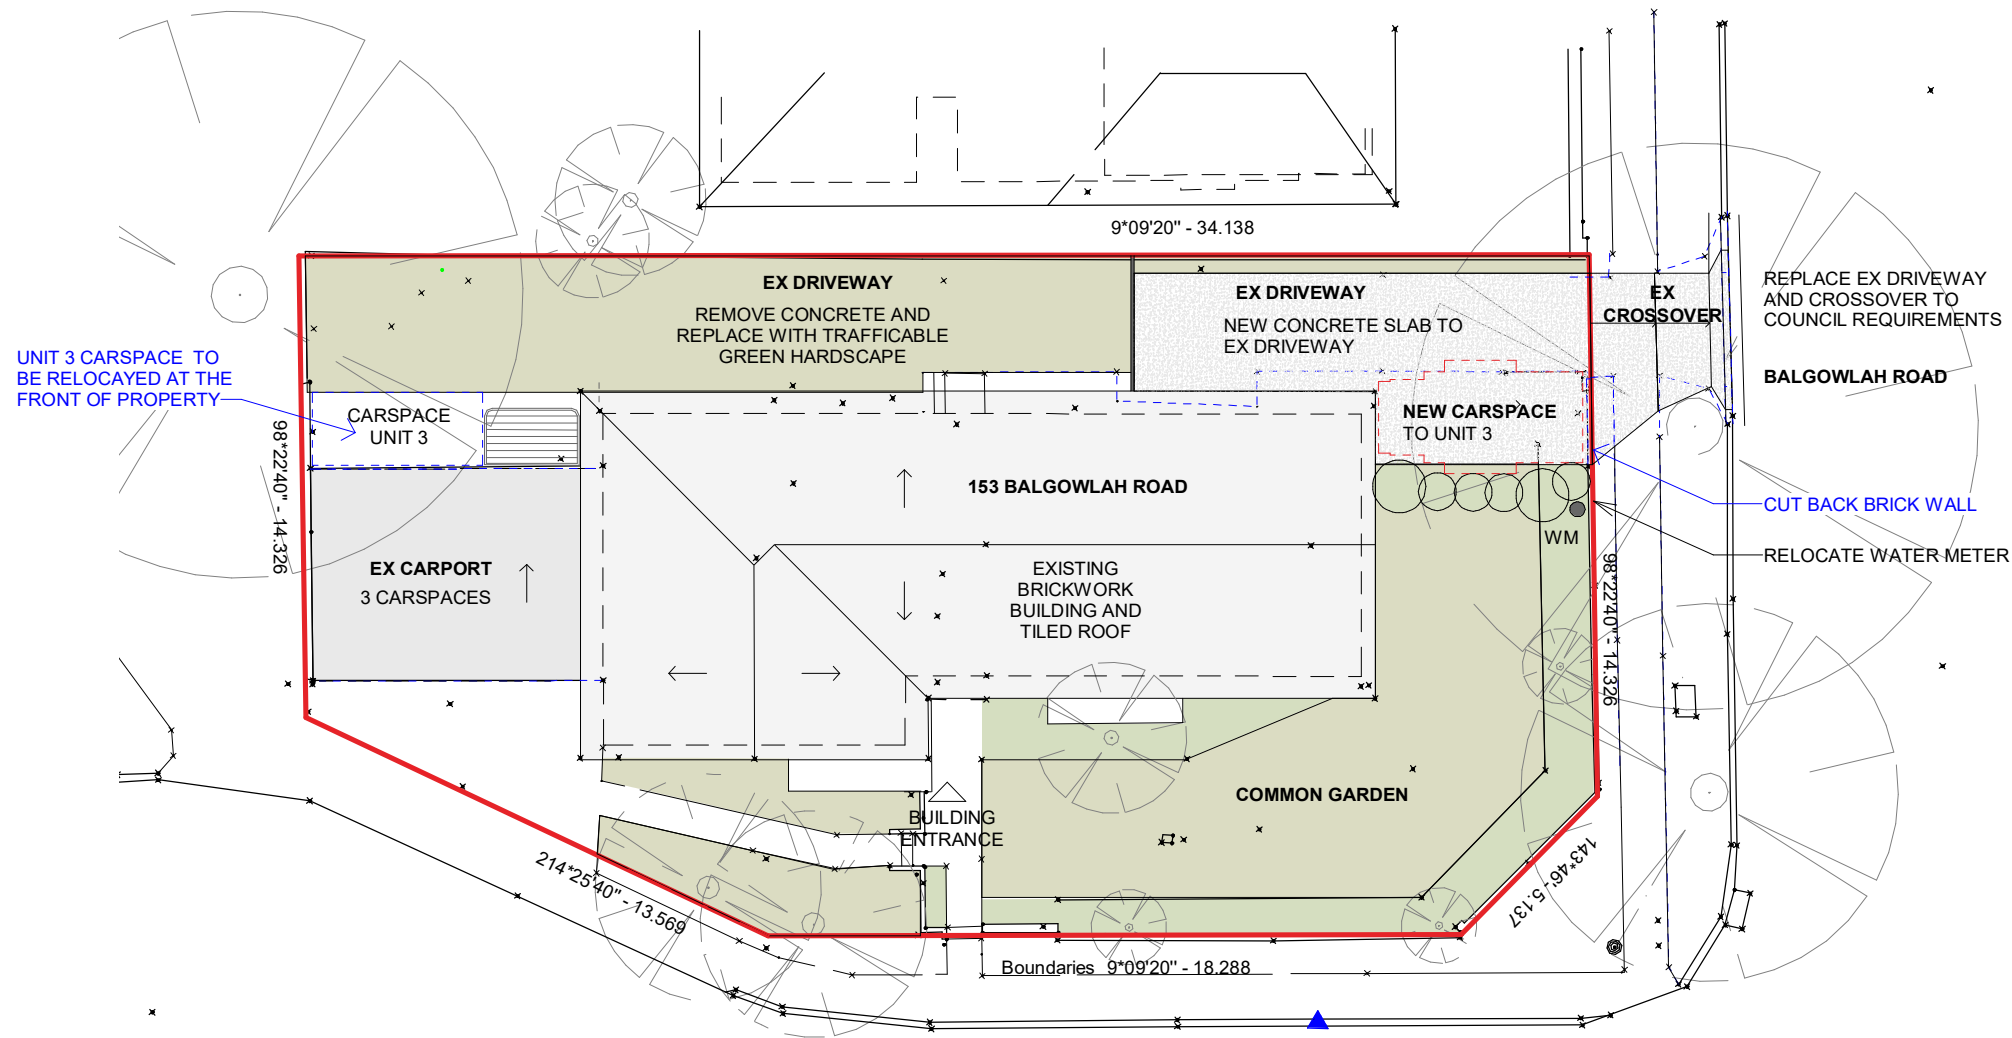 9*09'20" - 34.138
EX DRIVEWAY
REMOVE CONCRETE AND
REPLACE WITH TRAFFICABLE
GREEN HARDSCAPE
EX DRIVEWAY
NEW CONCRETE SLAB TO
EX DRIVEWAY
EX
CROSSOVER
REPLACE EX DRIVEWAY
AND CROSSOVER TO
COUNCIL REQUIREMENTS
BALGOWLAH ROAD
UNIT 3 CARSPACE TO
BE RELOCAYED AT THE
FRONT OF PROPERTY
CARSPACE
UNIT 3
NEW CARSPACE
TO UNIT 3
98*22'40" - 14.326
153 BALGOWLAH ROAD
CUT BACK BRICK WALL
WM
RELOCATE WATER METER
EX CARPORT
3 CARSPACES
EXISTING
BRICKWORK
BUILDING AND
TILED ROOF
98*22'40" - 14.326
COMMON GARDEN
BUILDING
ENTRANCE
214*25'40" - 13.569
143*46' - 5.137
Boundaries 9*09'20" - 18.288